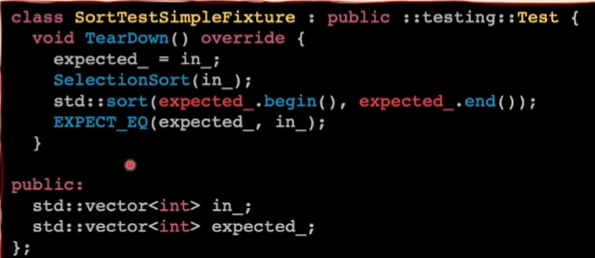 class SortTestSimpleFixture : public ::testing::Test {
  void TearDown() override {
    expected_ = in_;
    SelectionSort(in_);
    std::sort(expected_.begin(), expected_.end());
    EXPECT_EQ(expected_, in_);
  }

public:
  std::vector<int> in_;
  std::vector<int> expected_;
};